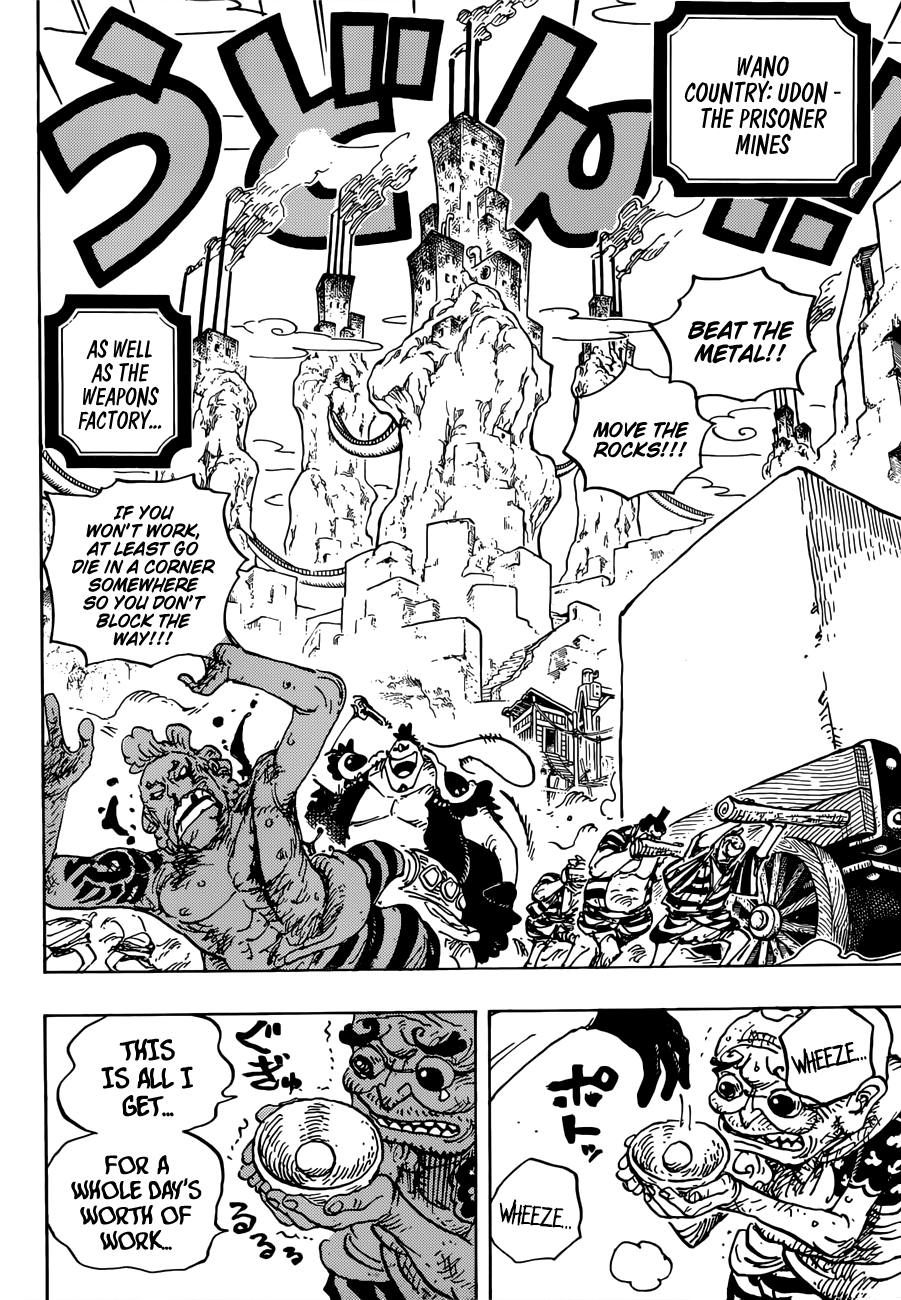 うどん!!
WANO
COUNTRY: UDON -
THE PRISONER
MINES
AS WELL
AS THE
WEAPONS
FACTORY...
BEAT THE
METAL!!
MOVE THE
ROCKS!!!
IF YOU
WON'T WORK,
AT LEAST GO
DIE IN A CORNER
SOMEWHERE
SO YOU DON'T
BLOCK THE
WAY!!!
THIS
IS ALL I
GET...
FOR A
WHOLE DAY'S
WORTH OF
WORK...
ぐぎゅ
るるるっ
WHEEZE...
ポトッ
WHEEZE...